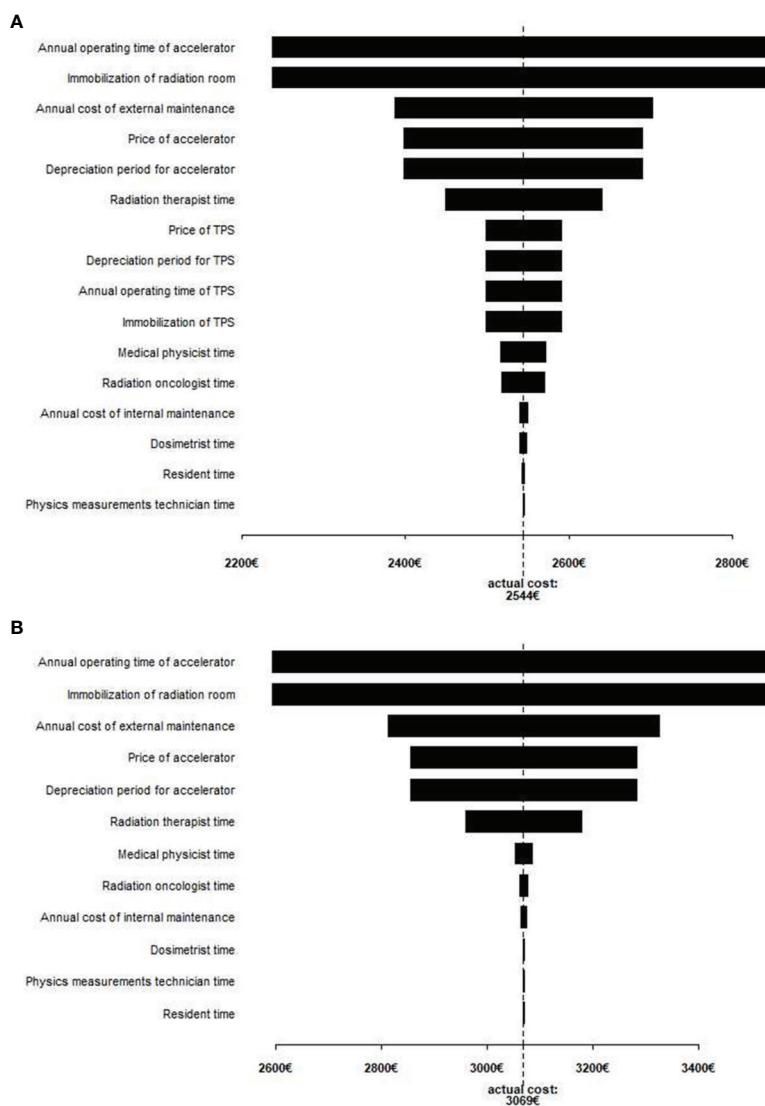 A
Annual operating time of accelerator
Immobilization of radiation room
Annual cost of external maintenance
Price of accelerator
Depreciation period for accelerator
Radiation therapist time
Price of TPS
Depreciation period for TPS
Annual operating time of TPS
Immobilization of TPS
Medical physicist time
Radiation oncologist time
Annual cost of internal maintenance
Dosimetrist time
Resident time
Physics measurements technician time
2200€ 2400€ 2600€ 2800€
actual cost:
2544€
B
Annual operating time of accelerator
Immobilization of radiation room
Annual cost of external maintenance
Price of accelerator
Depreciation period for accelerator
Radiation therapist time
Medical physicist time
Radiation oncologist time
Annual cost of internal maintenance
Dosimetrist time
Physics measurements technician time
Resident time
2600€ 2800€ 3000€ 3200€ 3400€
actual cost:
3069€